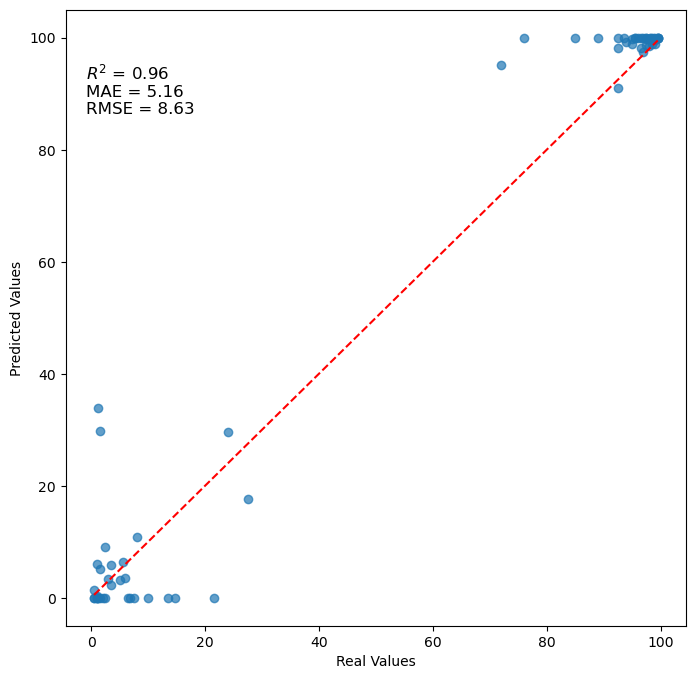 100
80
60
40
20
0
Predicted Values
R² = 0.96
MAE = 5.16
RMSE = 8.63
0 20 40 60 80 100
Real Values